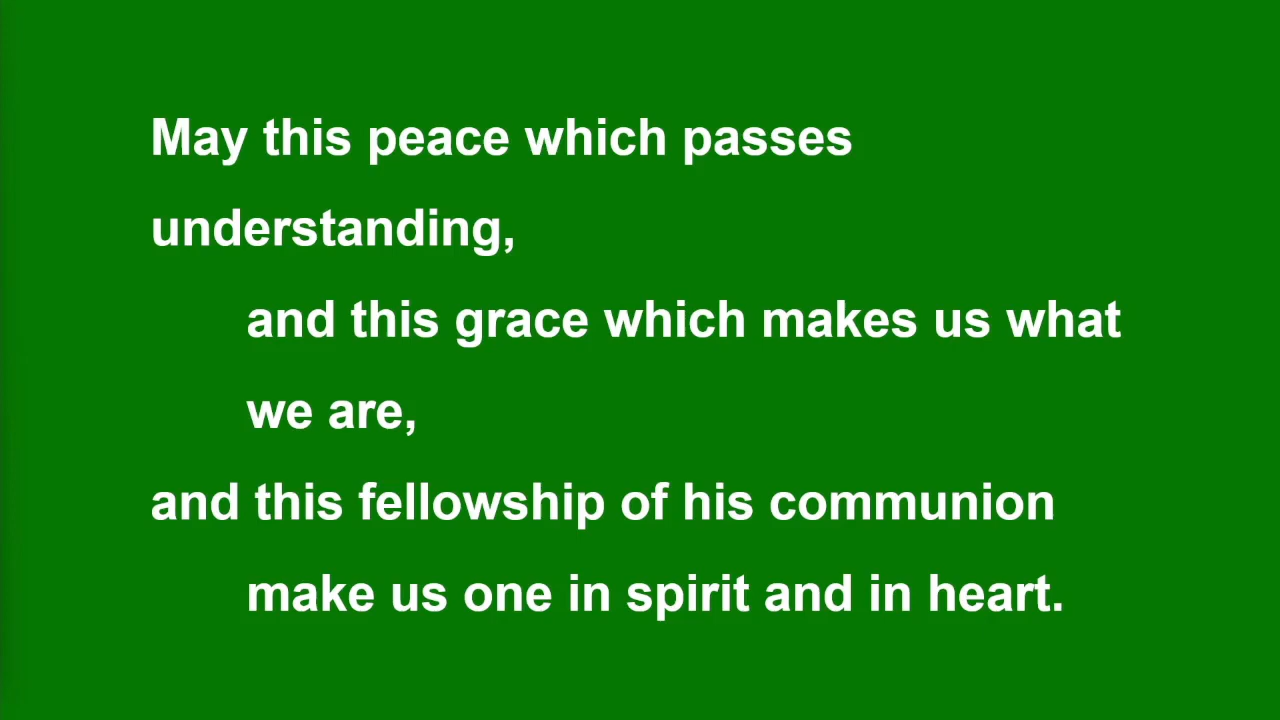 May this peace which passes
understanding,
and this grace which makes us what
we are,
and this fellowship of his communion
make us one in spirit and in heart.